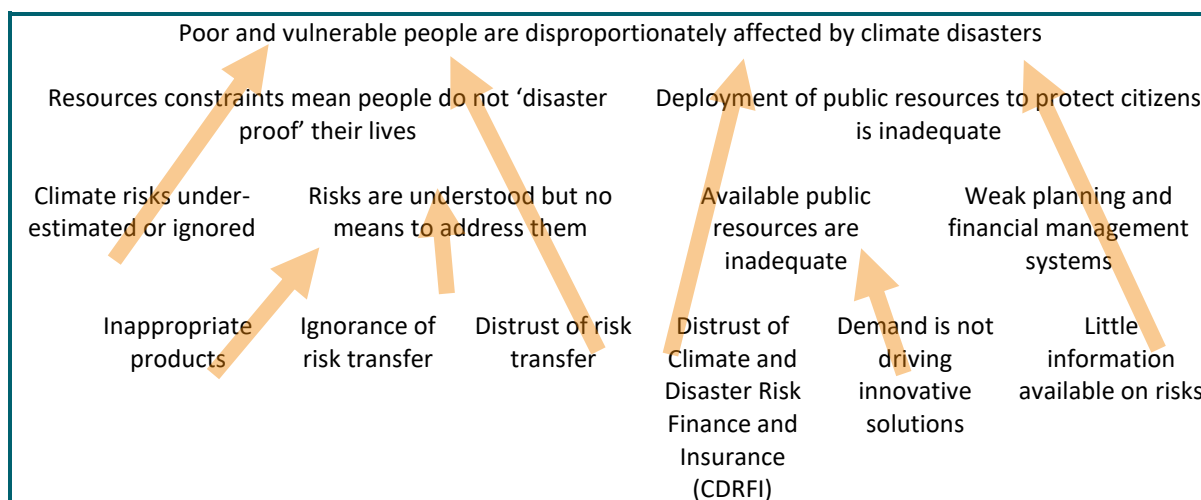 Poor and vulnerable people are disproportionately affected by climate disasters
Resources constraints mean people do not ‘disaster
proof’ their lives
Deployment of public resources to protect citizens
is inadequate
Climate risks under-
estimated or ignored
Risks are understood but no
means to address them
Available public
resources are
inadequate
Weak planning and
financial management
systems
Inappropriate
products
Ignorance of
risk transfer
Distrust of risk
transfer
Distrust of
Climate and
Disaster Risk
Finance and
Insurance
(CDRFI)
Demand is not
driving
innovative
solutions
Little
information
available on risks